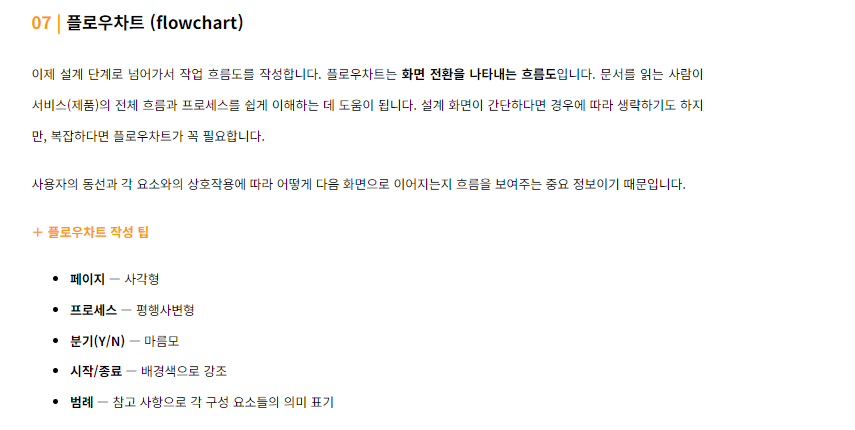 07 | 플로우차트 (flowchart)
이제 설계 단계로 넘어가서 작업 흐름도를 작성합니다. 플로우차트는 화면 전환을 나타내는 흐름도입니다. 문서를 읽는 사람이
서비스(제품)의 전체 흐름과 프로세스를 쉽게 이해하는 데 도움이 됩니다. 설계 화면이 간단하다면 경우에 따라 생략하기도 하지
만, 복잡하다면 플로우차트가 꼭 필요합니다.
사용자의 동선과 각 요소와의 상호작용에 따라 어떻게 다음 화면으로 이어지는지 흐름을 보여주는 중요 정보이기 때문입니다.
+ 플로우차트 작성 팁
• 페이지 — 사각형
• 프로세스 — 평행사변형
• 분기(Y/N) — 마름모
• 시작/종료 — 배경색으로 강조
• 범례 — 참고 사항으로 각 구성 요소들의 의미 표기